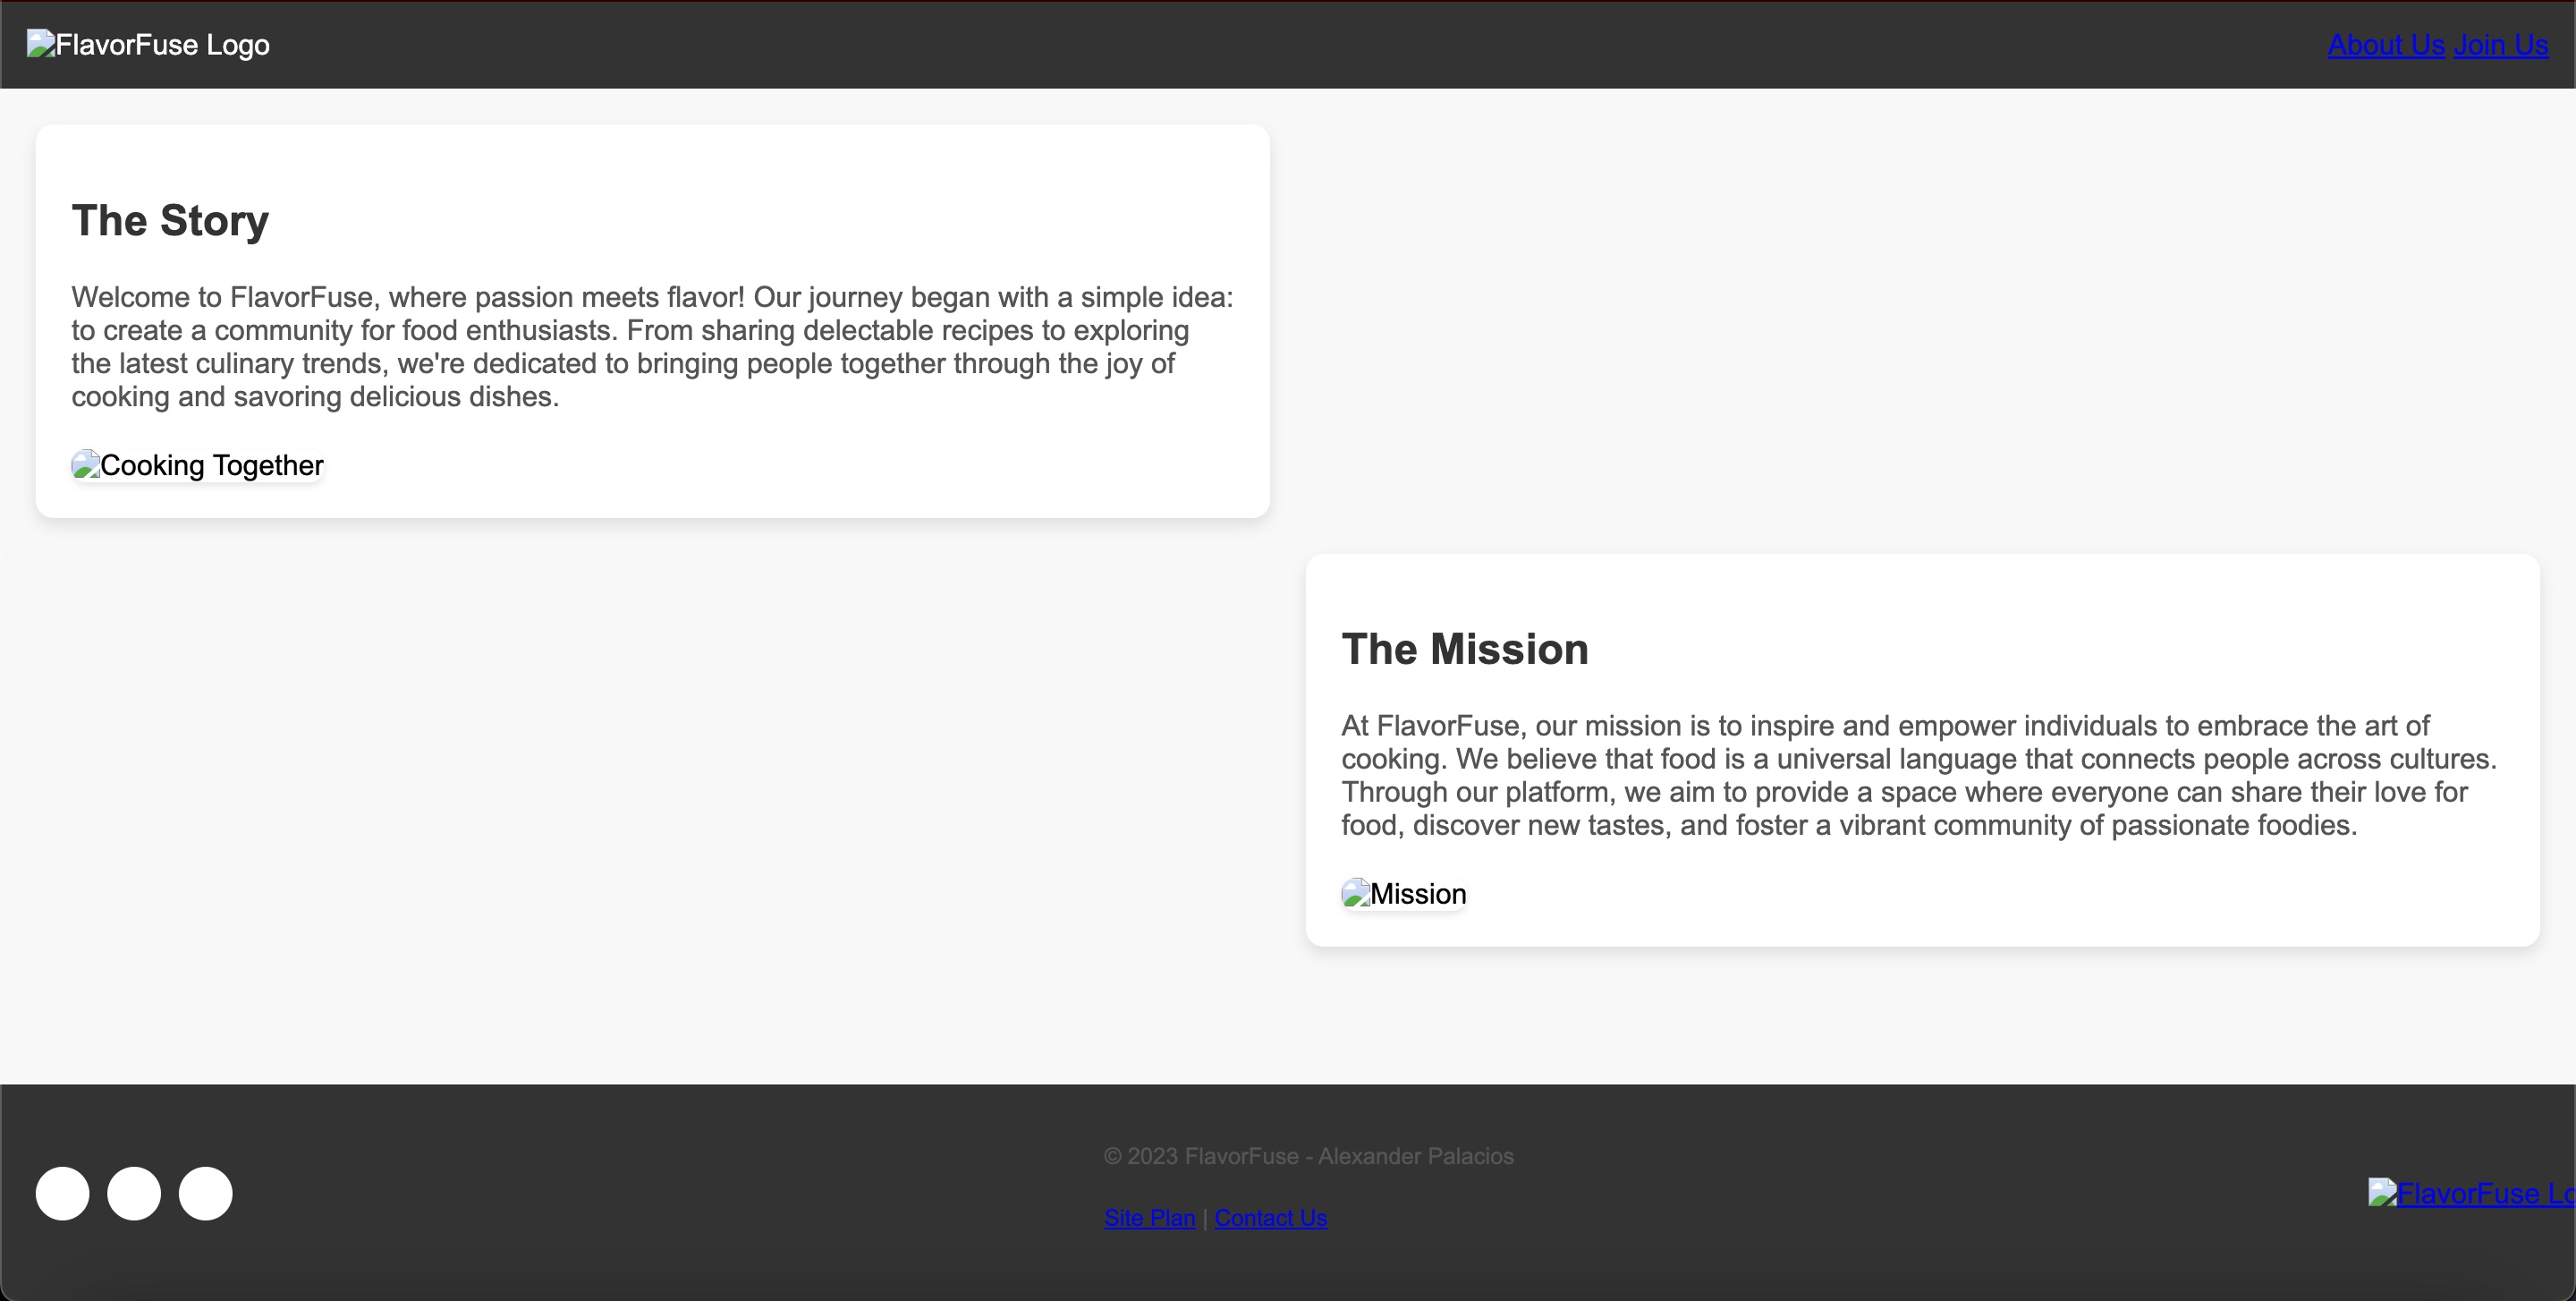 FlavorFuse Logo
About Us Join Us
The Story
Welcome to FlavorFuse, where passion meets flavor! Our journey began with a simple idea:
to create a community for food enthusiasts. From sharing delectable recipes to exploring
the latest culinary trends, we're dedicated to bringing people together through the joy of
cooking and savoring delicious dishes.
Cooking Together
The Mission
At FlavorFuse, our mission is to inspire and empower individuals to embrace the art of
cooking. We believe that food is a universal language that connects people across cultures.
Through our platform, we aim to provide a space where everyone can share their love for
food, discover new tastes, and foster a vibrant community of passionate foodies.
Mission
© 2023 FlavorFuse - Alexander Palacios
Site Plan | Contact Us
FlavorFuse